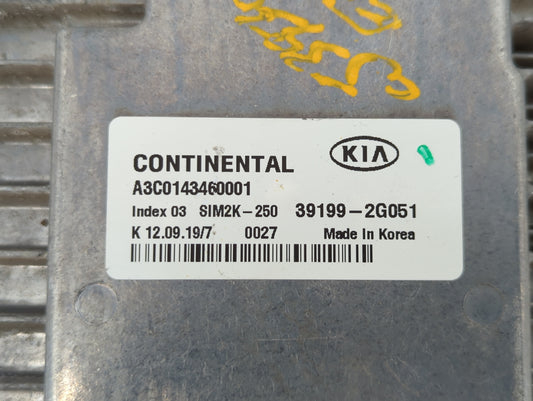 CONTINENTAL
KIA
A3C0143460001
Index 03 SIM2K-250 39199-2G051
K 12.09.19/7 0027 Made In Korea